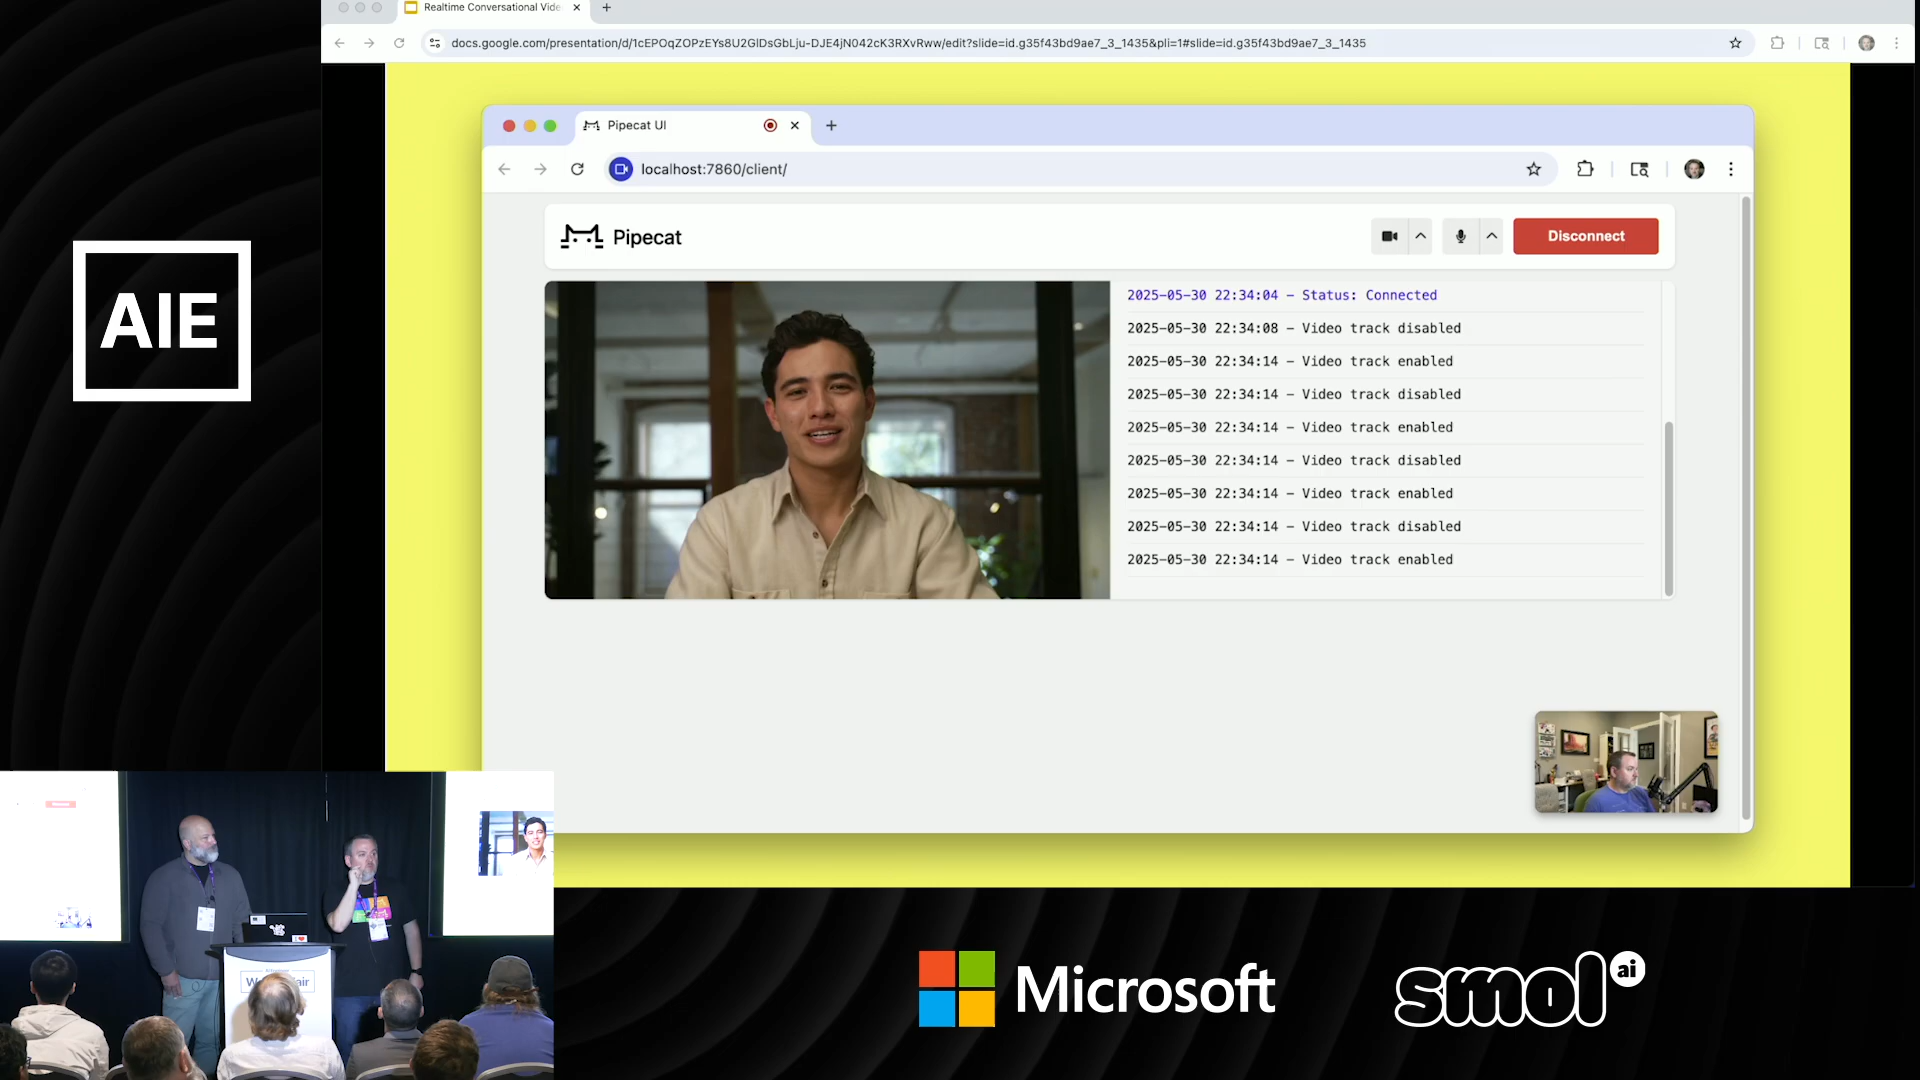 Realtime Conversational Vide
docs.google.com/presentation/d/1cEPOqZOPzEYs8U2GlDsGbLju-DJE4jN042cK3RXvRww/edit?slide=id.g35f43bd9ae7_3_1435&pli=1#slide=id.g35f43bd9ae7_3_1435
Pipecat UI
localhost:7860/client/
Pipecat
Disconnect
2025-05-30 22:34:04 – Status: Connected
2025-05-30 22:34:08 – Video track disabled
2025-05-30 22:34:14 – Video track enabled
2025-05-30 22:34:14 – Video track disabled
2025-05-30 22:34:14 – Video track enabled
2025-05-30 22:34:14 – Video track disabled
2025-05-30 22:34:14 – Video track enabled
2025-05-30 22:34:14 – Video track disabled
2025-05-30 22:34:14 – Video track enabled
AIE
Microsoft
smol ai